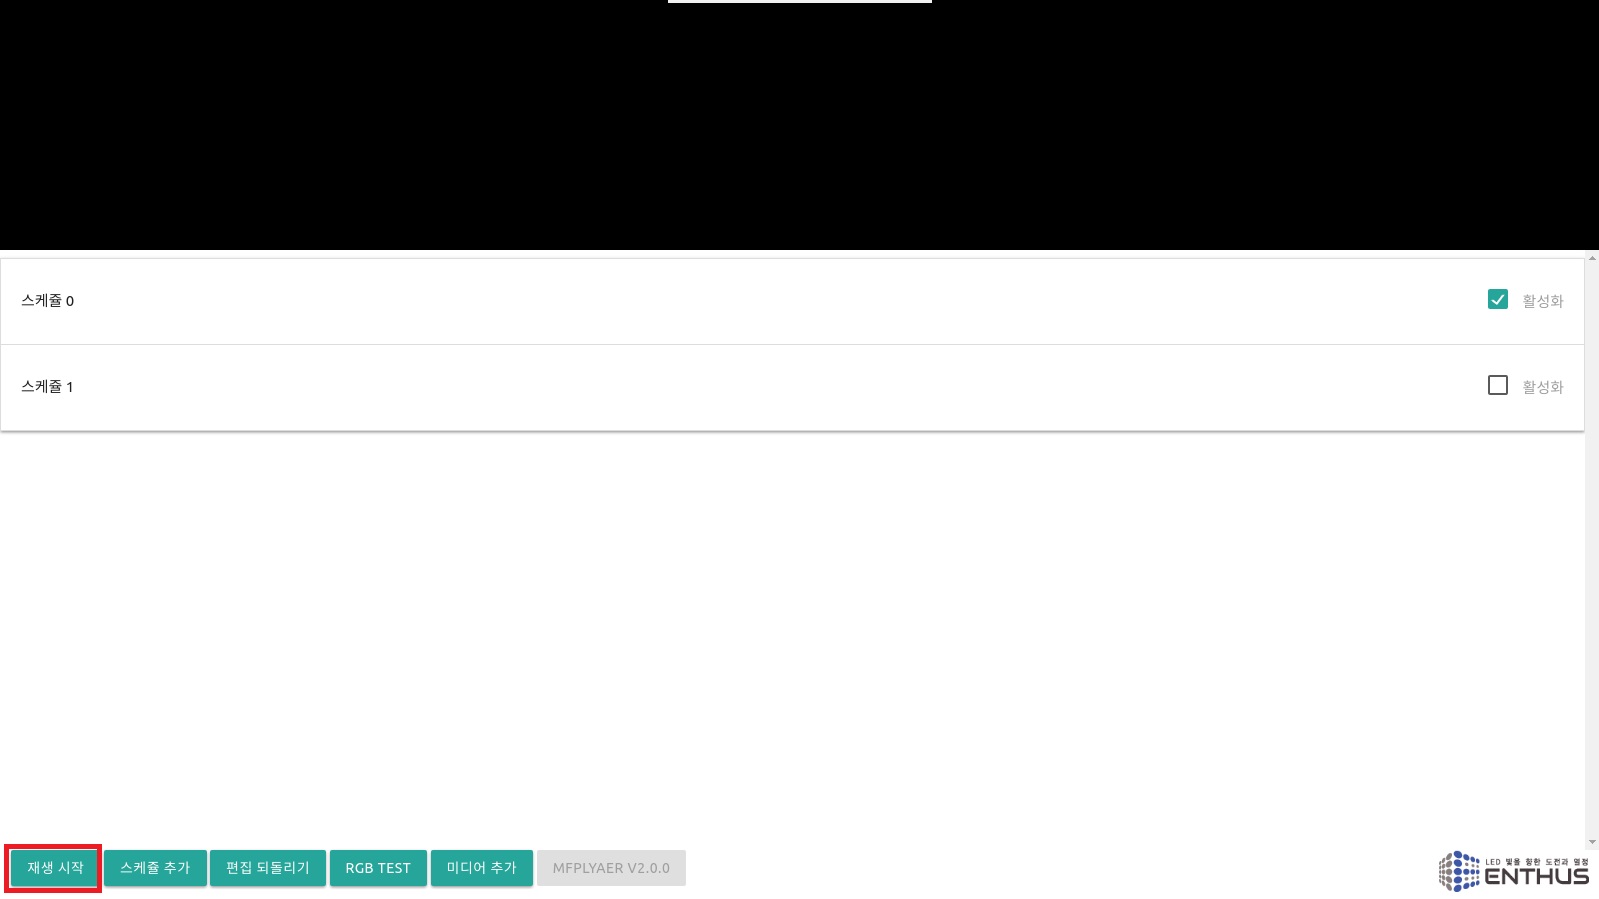 스케쥴 0
활성화
스케쥴 1
활성화
재생 시작
스케쥴 추가
편집 되돌리기
RGB TEST
미디어 추가
MFPLYAER V2.0.0
LED 빛을 향한 도전과 열정
ENTHUS